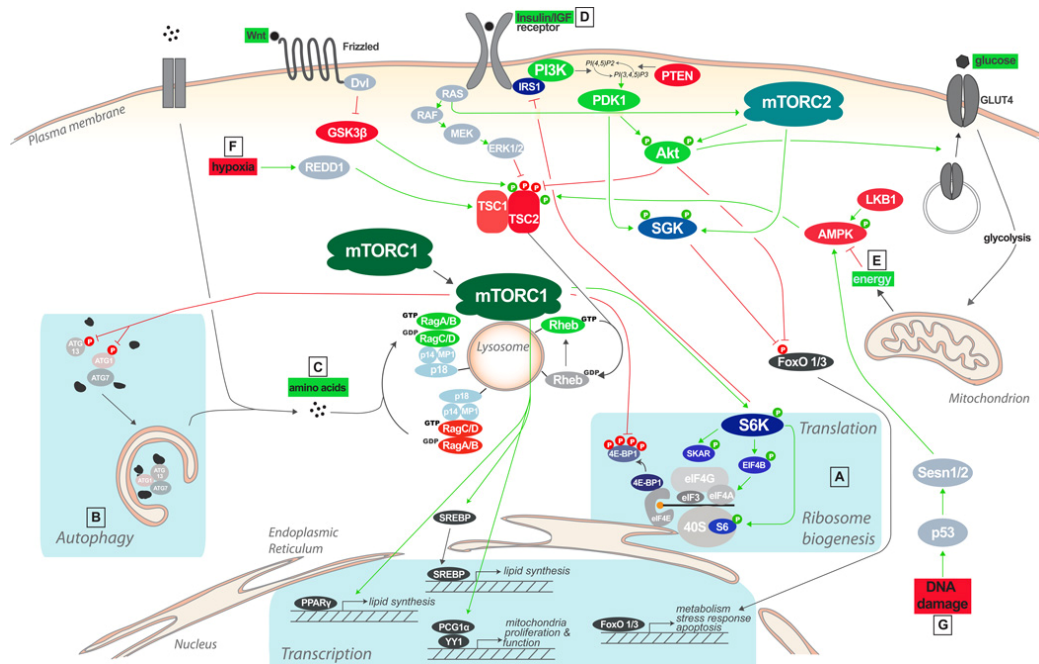 Wnt
Frizzled
Insulin/IGF
receptor
D
Plasma membrane
Dvl
GSK3β
RAS
RAF
MEK
ERK1/2
IRS1
PI3K
PI(4,5)P2
PI(3,4,5)P3
PTEN
PDK1
mTORC2
glucose
GLUT4
F
hypoxia
REDD1
P
P
P
P
TSC1
TSC2
P
P
Akt
P
P
SGK
LKB1
P
AMPK
glycolysis
E
energy
Mitochondrion
mTORC1
mTORC1
GTP
RagA/B
GDP
RagC/D
p14
MP1
p18
Lysosome
Rheb
GTP
Rheb
GDP
p18
p14
MP1
GTP
RagC/D
GDP
RagA/B
C
amino acids
P
ATG
13
P
ATG1
ATG7
ATG
13
ATG1
ATG7
B
Autophagy
P
FoxO 1/3
P
S6K
Translation
P
P
P
P
4E-BP1
4E-BP1
P
SKAR
P
EIF4B
A
eIF4G
eIF3
eIF4A
eIF4E
40S
S6
P
Ribosome
biogenesis
Sesn1/2
p53
DNA
damage
G
Endoplasmic
Reticulum
Nucleus
SREBP
SREBP
lipid synthesis
PPARγ
lipid synthesis
PCG1α
YY1
mitochondria
proliferation &
function
FoxO 1/3
metabolism
stress response
apoptosis
Transcription